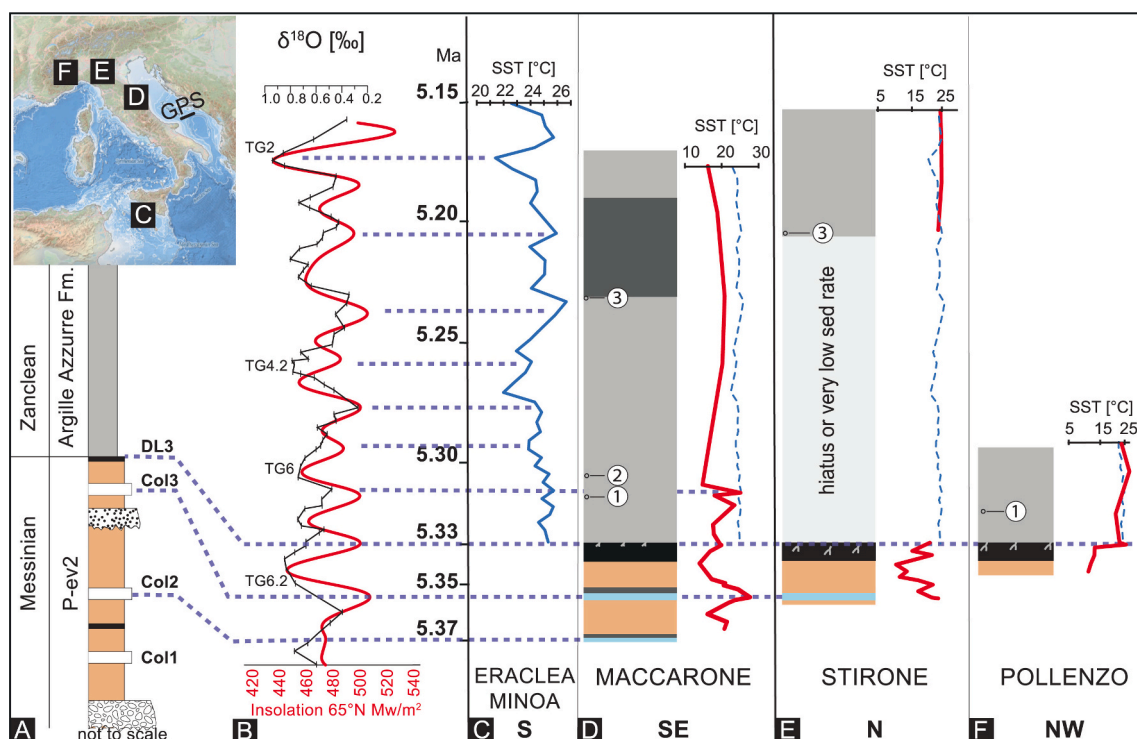 F
E
D
GPS
C
Zanclean
Argille Azzurre Fm.
Messinian
P-ev2
DL3
Col3
Col2
Col1
A
not to scale
δ18O [‰]
1.0 0.8 0.6 0.4 0.2
TG2
TG4.2
TG6
TG6.2
420
440
460
480
500
520
540
Insolation 65°N Mw/m²
B
Ma
5.15
5.20
5.25
5.30
5.33
5.35
5.37
SST [°C]
20 22 24 26
ERACLEA
MINOA
C S
SST [°C]
10 20 30
3
2
1
MACCARONE
D SE
SST [°C]
5 15 25
3
hiatus or very low sed rate
STIRONE
E N
SST [°C]
5 15 25
1
POLLENZO
F NW